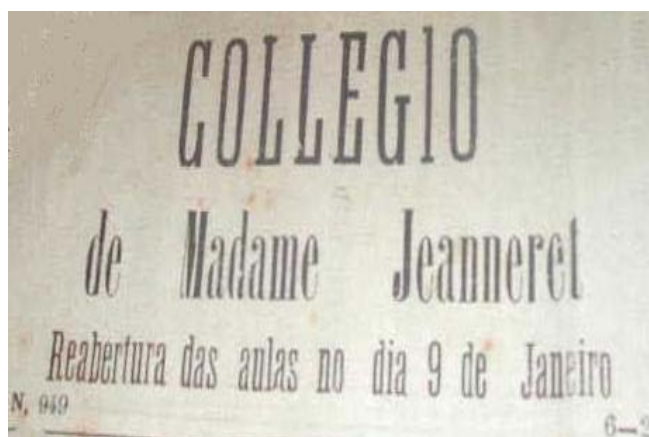 COLLEGIO
de Madame Jeanneret
Reabertura das aulas no dia 9 de Janeiro
N. 949